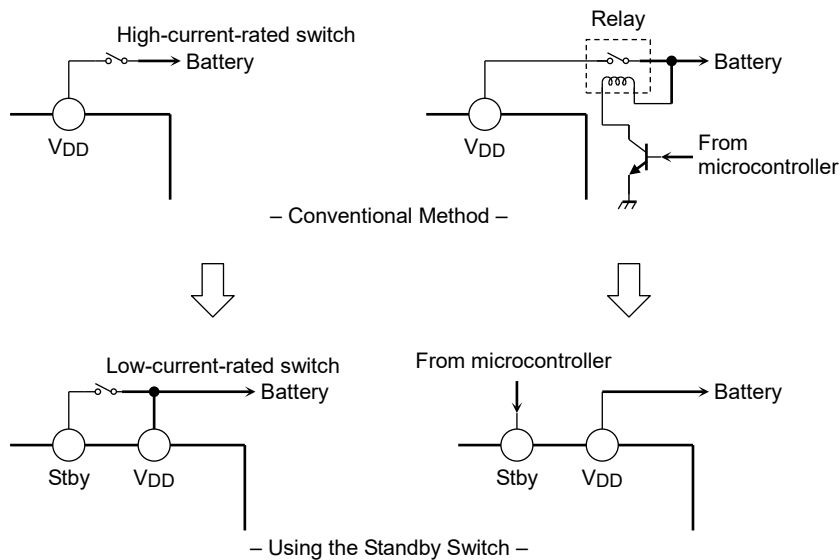 High-current-rated switch
Battery
VDD
Relay
Battery
VDD
From
microcontroller
– Conventional Method –
Low-current-rated switch
Battery
Stby
VDD
From microcontroller
Battery
Stby
VDD
– Using the Standby Switch –